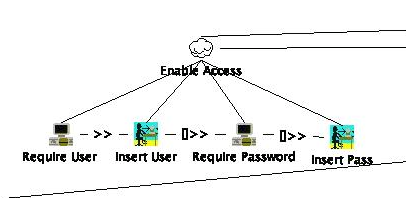 Enable Access
>> []>> []>>
Require User Insert User Require Password Insert Pass